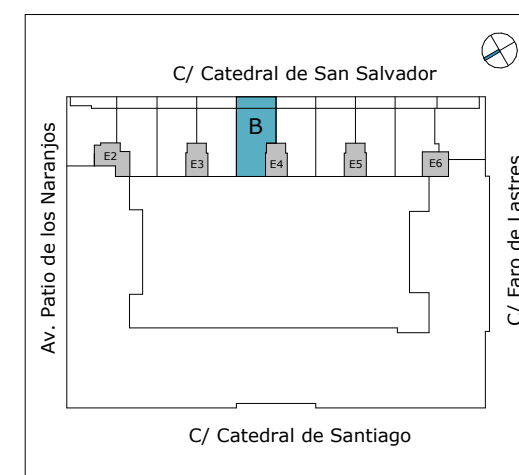 C/ Catedral de San Salvador
B
E2
E3
E4
E5
E6
Av. Patio de los Naranjos
C/ Faro de Lastres
C/ Catedral de Santiago